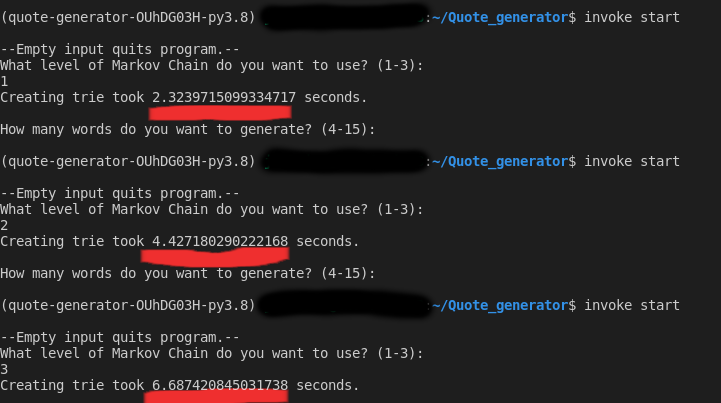 (quote-generator-OUhDG03H-py3.8) :~/Quote_generator$ invoke start
--Empty input quits program.--
What level of Markov Chain do you want to use? (1-3):
1
Creating trie took 2.3239715099334717 seconds.
How many words do you want to generate? (4-15):
(quote-generator-OUhDG03H-py3.8) :~/Quote_generator$ invoke start
--Empty input quits program.--
What level of Markov Chain do you want to use? (1-3):
2
Creating trie took 4.427180290222168 seconds.
How many words do you want to generate? (4-15):
(quote-generator-OUhDG03H-py3.8) :~/Quote_generator$ invoke start
--Empty input quits program.--
What level of Markov Chain do you want to use? (1-3):
3
Creating trie took 6.687420845031738 seconds.